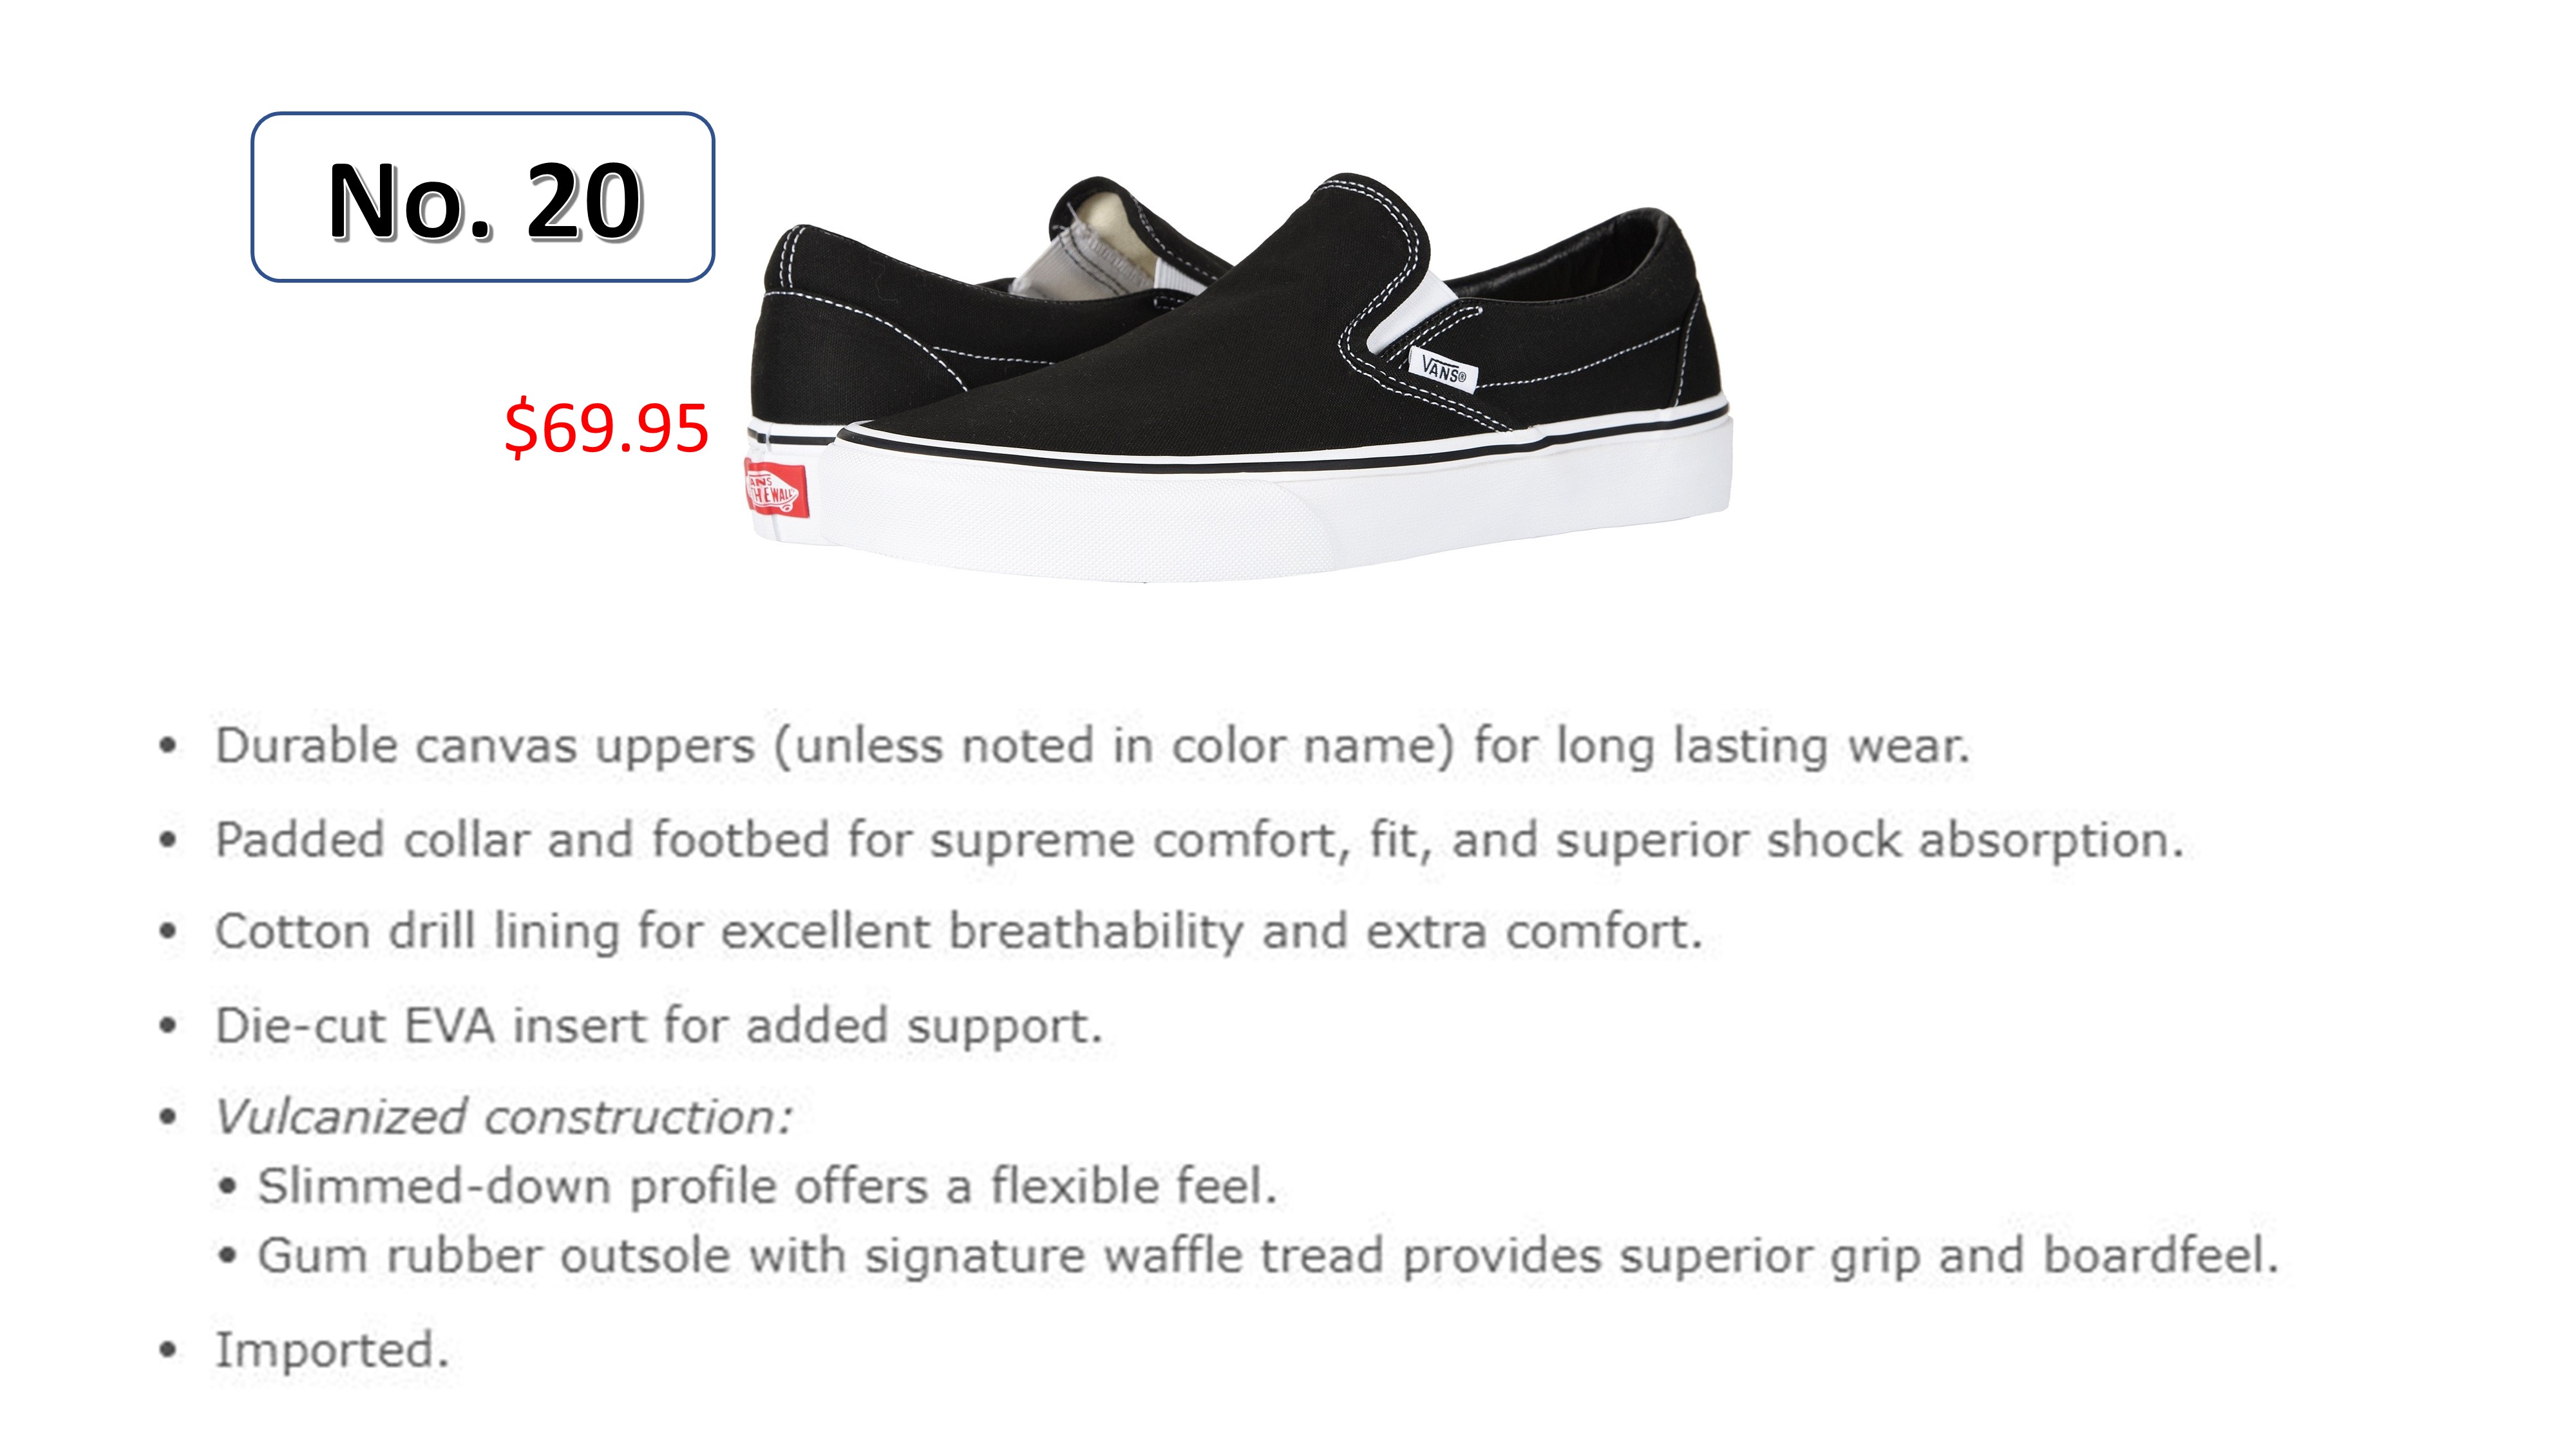 No. 20
$69.95
VANS®
ANS
THE WALL
• Durable canvas uppers (unless noted in color name) for long lasting wear.
• Padded collar and footbed for supreme comfort, fit, and superior shock absorption.
• Cotton drill lining for excellent breathability and extra comfort.
• Die-cut EVA insert for added support.
• Vulcanized construction:
• Slimmed-down profile offers a flexible feel.
• Gum rubber outsole with signature waffle tread provides superior grip and boardfeel.
• Imported.